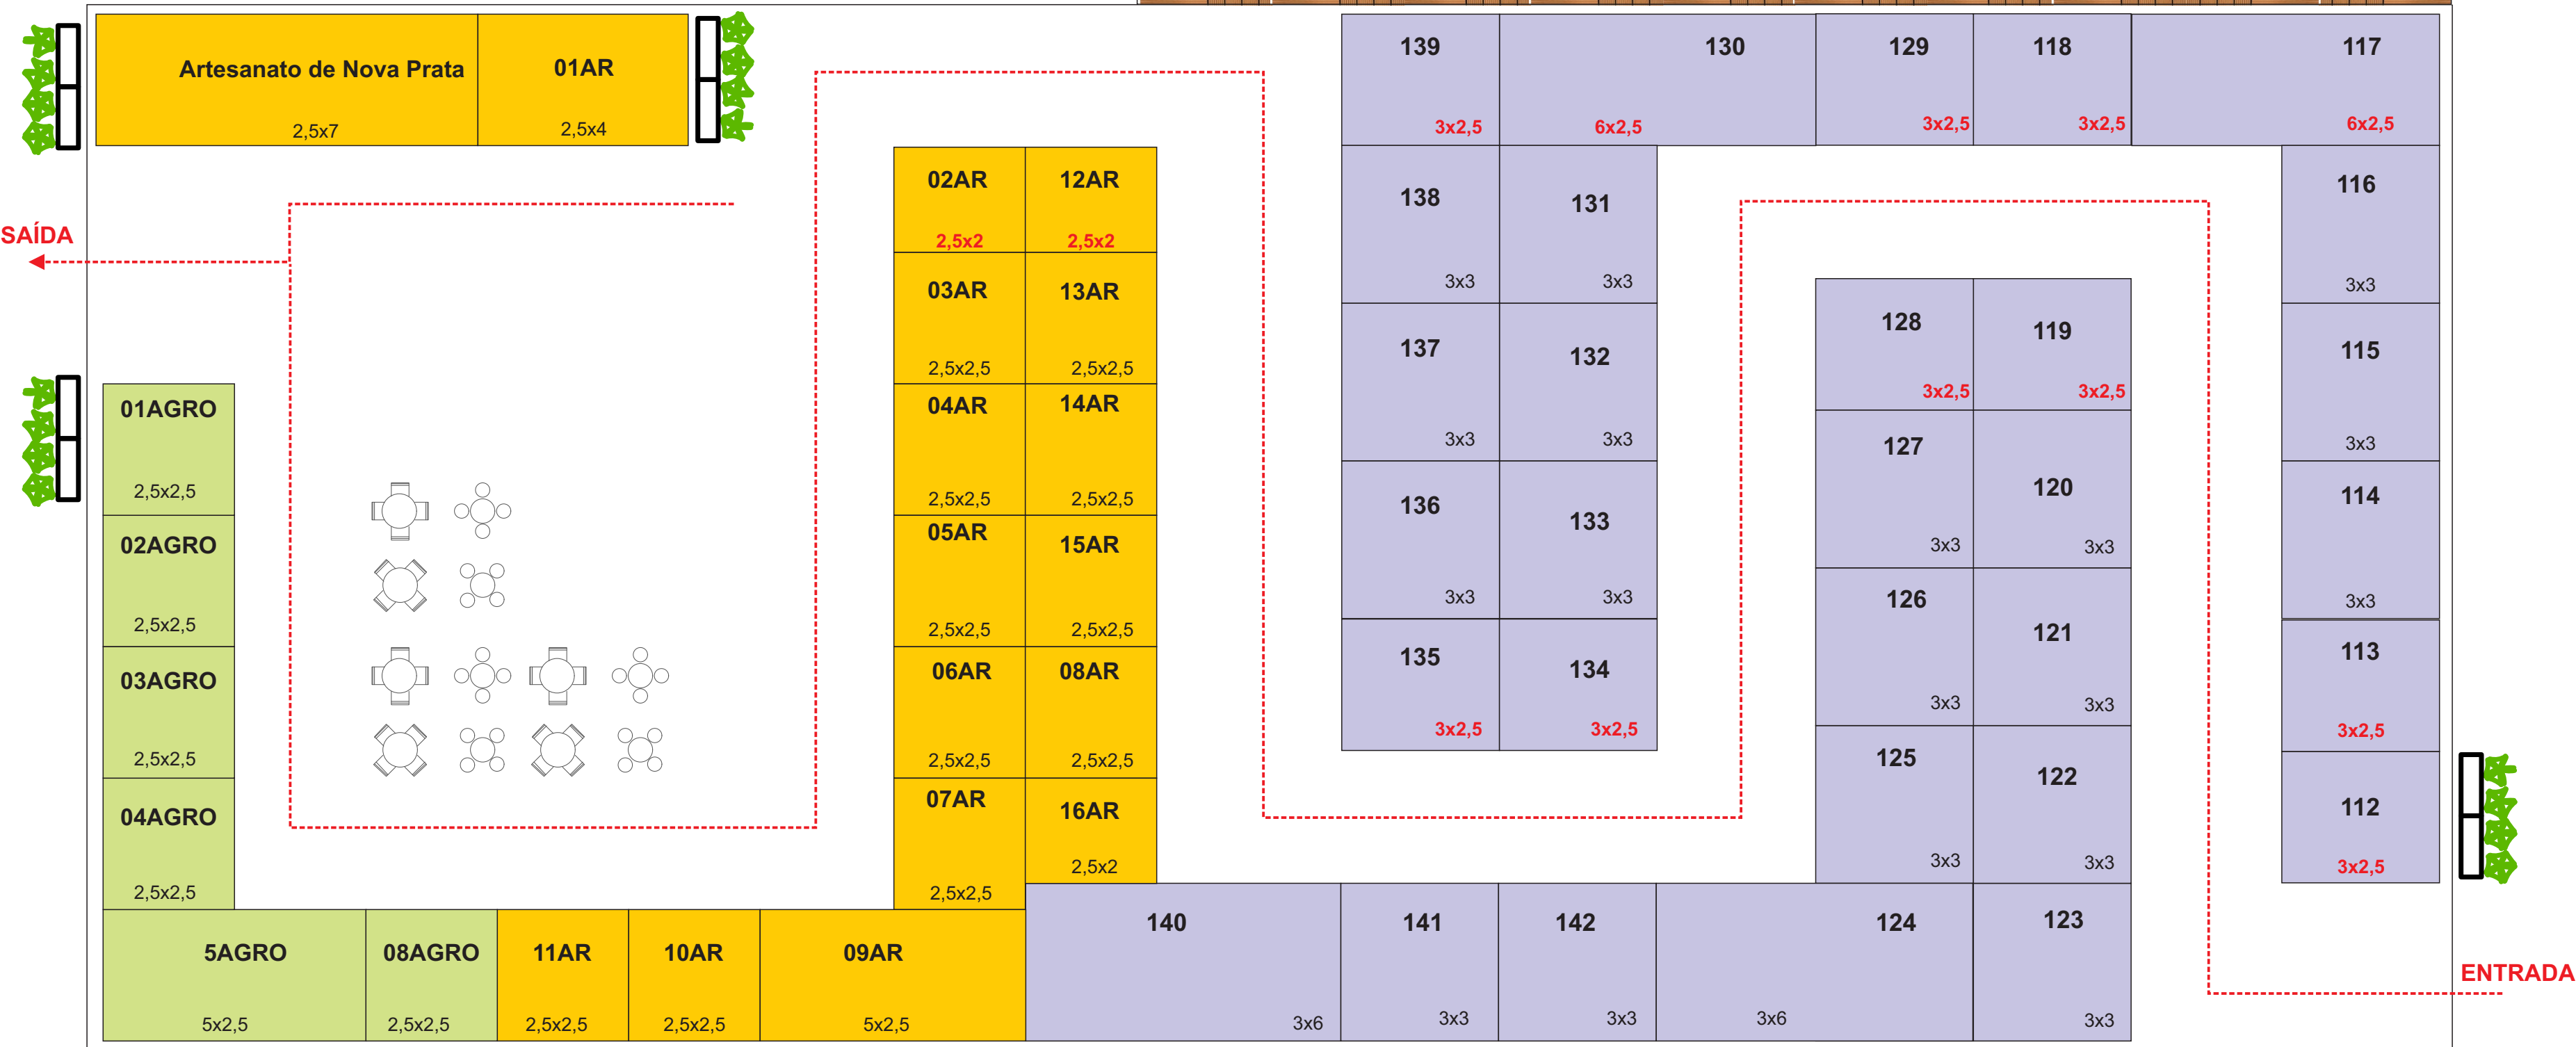 Artesanato de Nova Prata
2,5x7
01AR
2,5x4
SAÍDA
01AGRO
2,5x2,5
02AGRO
2,5x2,5
03AGRO
2,5x2,5
04AGRO
2,5x2,5
5AGRO
5x2,5
08AGRO
2,5x2,5
11AR
2,5x2,5
10AR
2,5x2,5
09AR
5x2,5
02AR
2,5x2
12AR
2,5x2
03AR
2,5x2,5
13AR
2,5x2,5
04AR
2,5x2,5
14AR
2,5x2,5
05AR
2,5x2,5
15AR
2,5x2,5
06AR
2,5x2,5
08AR
2,5x2,5
07AR
2,5x2,5
16AR
2,5x2
139
3x2,5
130
6x2,5
129
3x2,5
118
3x2,5
117
6x2,5
138
3x3
131
3x3
137
3x3
132
3x3
136
3x3
133
3x3
135
3x2,5
134
3x2,5
128
3x2,5
119
3x2,5
127
3x3
120
3x3
126
3x3
121
3x3
125
3x3
122
3x3
116
3x3
115
3x3
114
3x3
113
3x2,5
112
3x2,5
140
3x6
141
3x3
142
3x3
124
3x6
123
3x3
ENTRADA